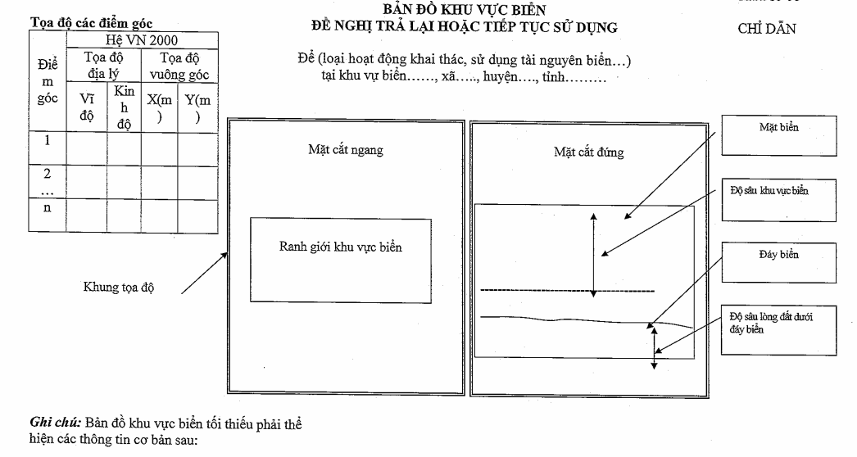 BẢN ĐỒ KHU VỰC BIỂN
ĐỀ NGHỊ TRẢ LẠI HOẶC TIẾP TỤC SỬ DỤNG
CHỈ DẪN
Để (loại hoạt động khai thác, sử dụng tài nguyên biển...)
tại khu vự biển......, xã....., huyện...., tỉnh.........
Tọa độ các điểm góc
Hệ VN 2000
Điể
m
góc
Tọa độ
địa lý
Tọa độ
vuông góc
Vĩ
độ
Kin
h
độ
X(m
)
Y(m
)
1
2
...
n
Mặt cắt ngang
Ranh giới khu vực biển
Khung tọa độ
Mặt cắt đứng
Mặt biển
Độ sâu khu vực biển
Đáy biển
Độ sâu lòng đất dưới
đáy biển
Ghi chú: Bản đồ khu vực biển tối thiểu phải thể
hiện các thông tin cơ bản sau: